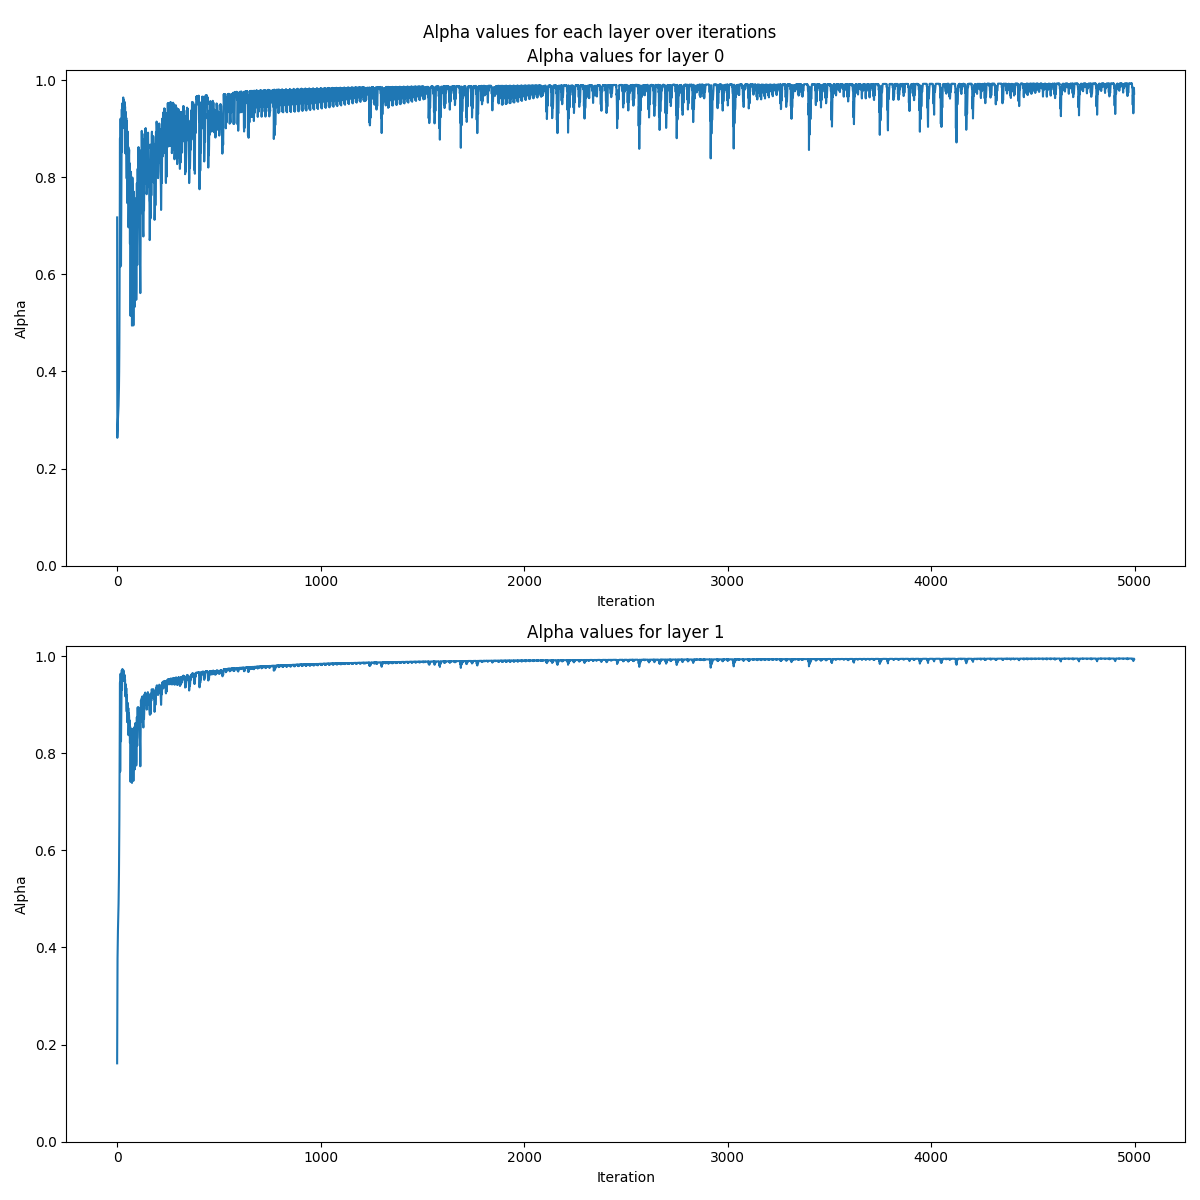 Alpha values for each layer over iterations
Alpha values for layer 0
1.0
0.8
0.6
0.4
0.2
0.0
Alpha
0 1000 2000 3000 4000 5000
Iteration
Alpha values for layer 1
1.0
0.8
0.6
0.4
0.2
0.0
Alpha
0 1000 2000 3000 4000 5000
Iteration